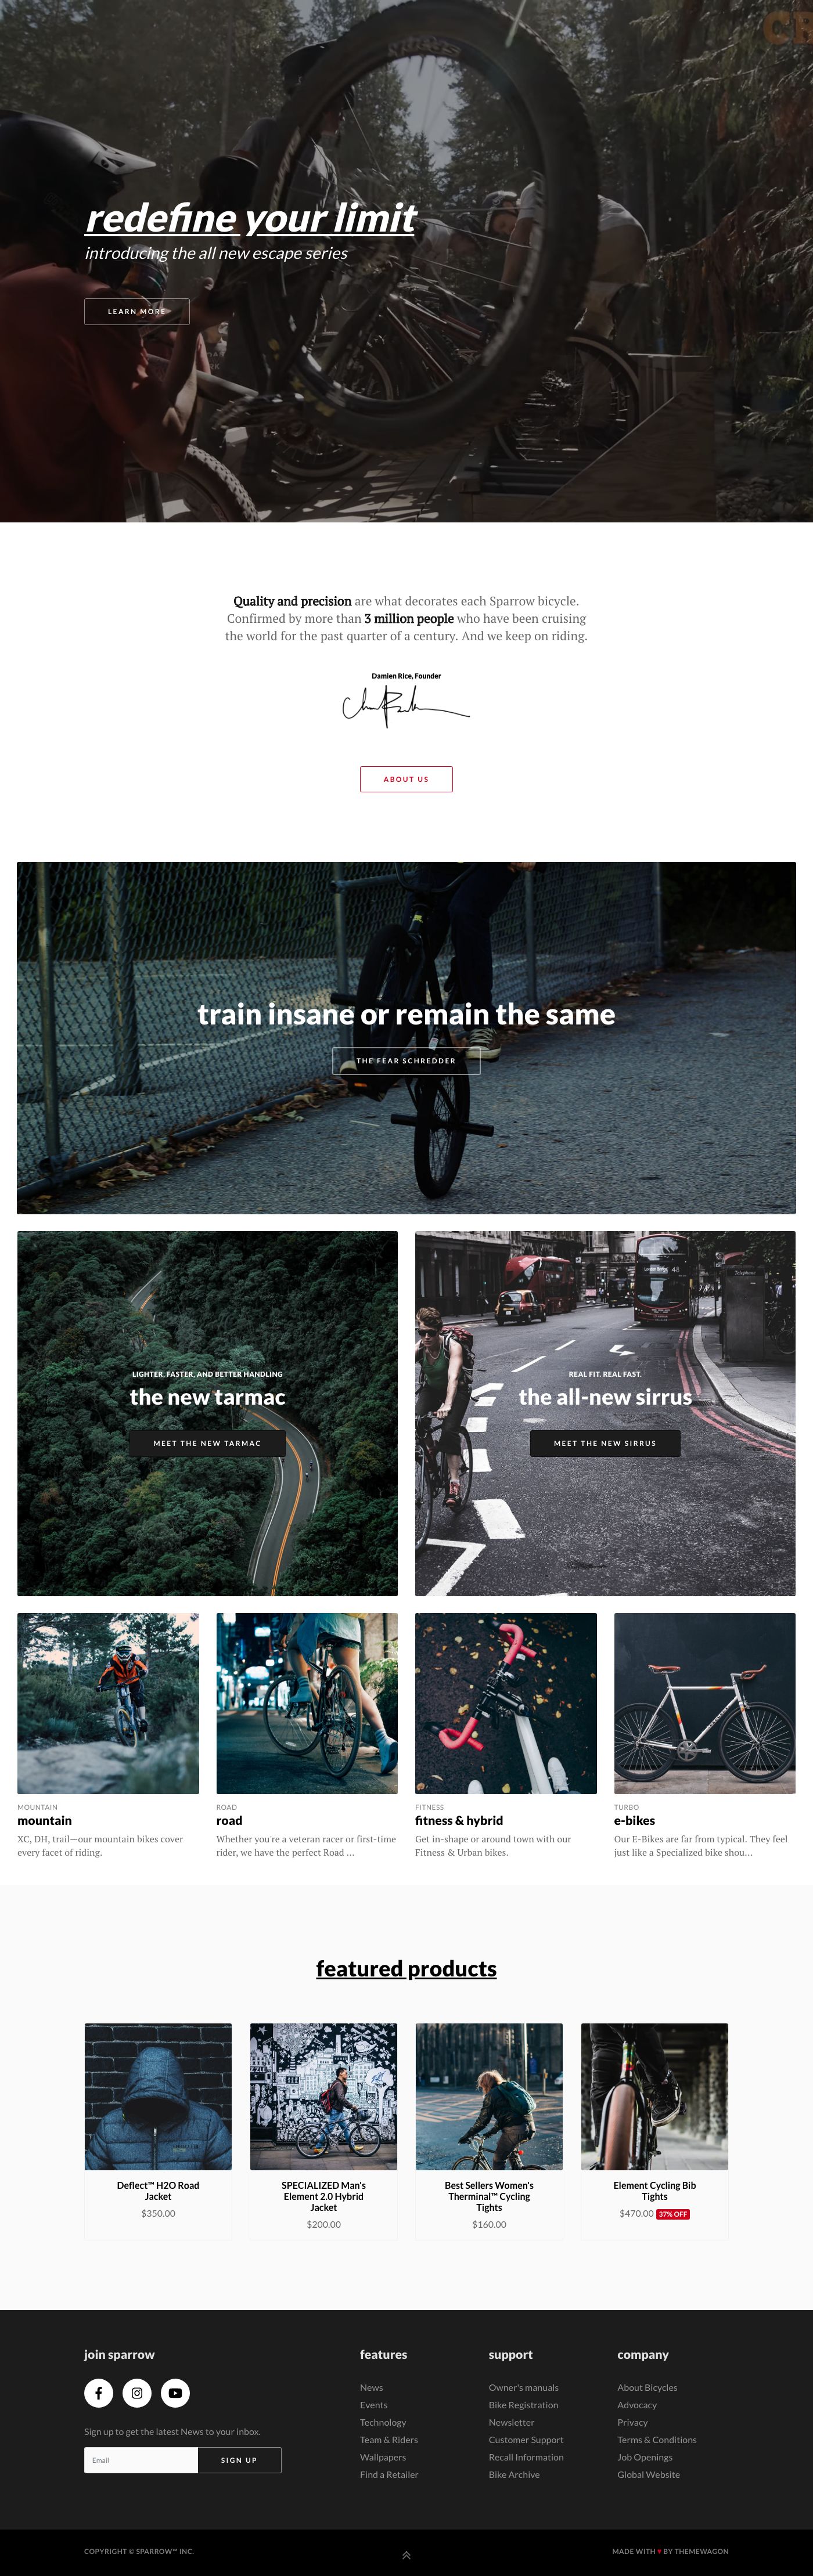 redefine your limit
introducing the all new escape series
LEARN MORE
Quality and precision are what decorates each Sparrow bicycle.
Confirmed by more than 3 million people who have been cruising
the world for the past quarter of a century. And we keep on riding.
Damien Rice, Founder
ABOUT US
train insane or remain the same
THE FEAR SCHREDDER
LIGHTER, FASTER, AND BETTER HANDLING
the new tarmac
MEET THE NEW TARMAC
REAL FIT. REAL FAST.
the all-new sirrus
MEET THE NEW SIRRUS
MOUNTAIN
mountain
XC, DH, trail—our mountain bikes cover
every facet of riding.
ROAD
road
Whether you're a veteran racer or first-time
rider, we have the perfect Road ...
FITNESS
fitness & hybrid
Get in-shape or around town with our
Fitness & Urban bikes.
TURBO
e-bikes
Our E-Bikes are far from typical. They feel
just like a Specialized bike shou...
featured products
Deflect™ H2O Road
Jacket
$350.00
SPECIALIZED Man's
Element 2.0 Hybrid
Jacket
$200.00
Best Sellers Women's
Therminal™ Cycling
Tights
$160.00
Element Cycling Bib
Tights
$470.00 37% OFF
join sparrow
Sign up to get the latest News to your inbox.
Email
SIGN UP
features
News
Events
Technology
Team & Riders
Wallpapers
Find a Retailer
support
Owner's manuals
Bike Registration
Newsletter
Customer Support
Recall Information
Bike Archive
company
About Bicycles
Advocacy
Privacy
Terms & Conditions
Job Openings
Global Website
COPYRIGHT © SPARROW™ INC.
MADE WITH ♥ BY THEMEWAGON